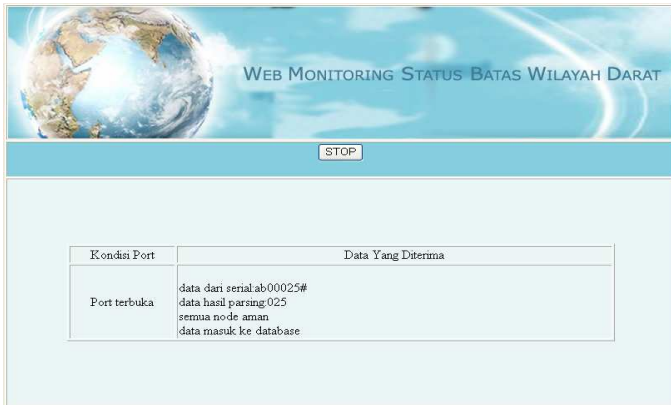 WEB MONITORING STATUS BATAS WILAYAH DARAT
STOP
Kondisi Port
Data Yang Diterima
Port terbuka
data dari serial:ab00025#
data hasil parsing:025
semua node aman
data masuk ke database